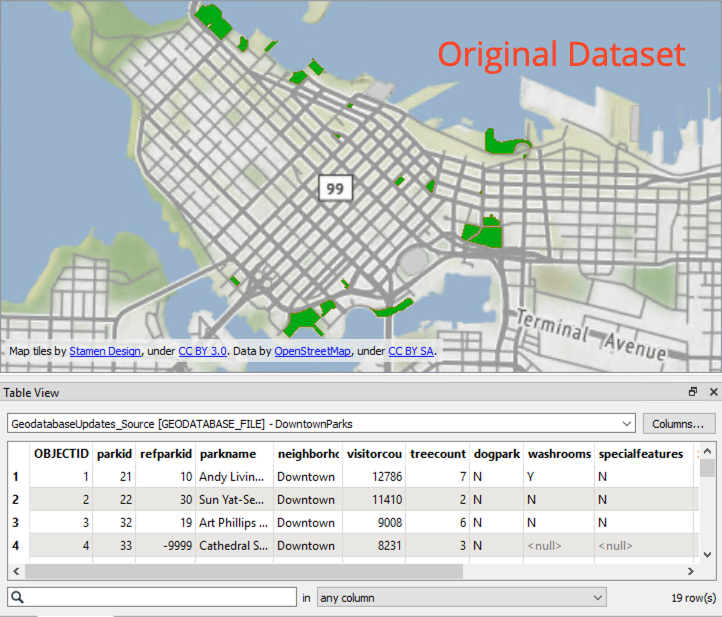 Original Dataset
99
Terminal Avenue
Map tiles by Stamen Design, under CC BY 3.0. Data by OpenStreetMap, under CC BY SA.
Table View
GeodatabaseUpdates_Source [GEODATABASE_FILE] - DowntownParks
Columns...
OBJECTID parkid refparkid parkname neighborhc visitorcou treecount dogpark washrooms specialfeatures
1 1 21 10 Andy Livin... Downtown 12786 7 N Y N
2 2 22 30 Sun Yat-Se... Downtown 11410 2 N N N
3 3 32 19 Art Phillips ... Downtown 9008 6 N N N
4 4 33 -9999 Cathedral S... Downtown 8231 3 N <null> <null>
in any column 19 row(s)